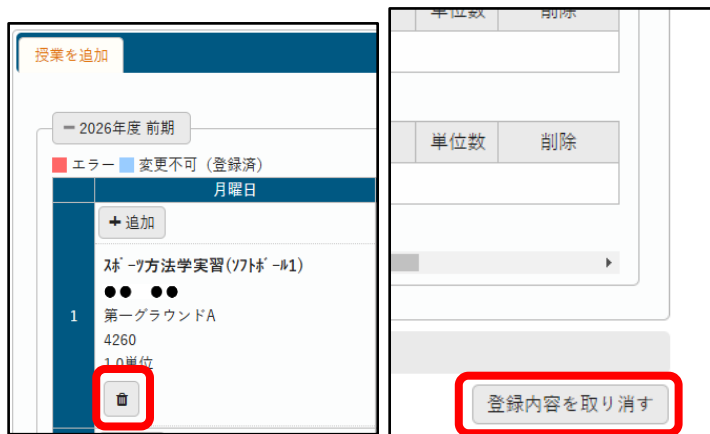 授業を追加
2026年度 前期
エラー 変更不可（登録済）
月曜日
追加
ｽﾎﾟｰﾂ方法学実習(ｿﾌﾄﾎﾞｰﾙ1)
●● ●●
1 第一グラウンドA
4260
1.0単位
単位数 削除
単位数 削除
登録内容を取り消す